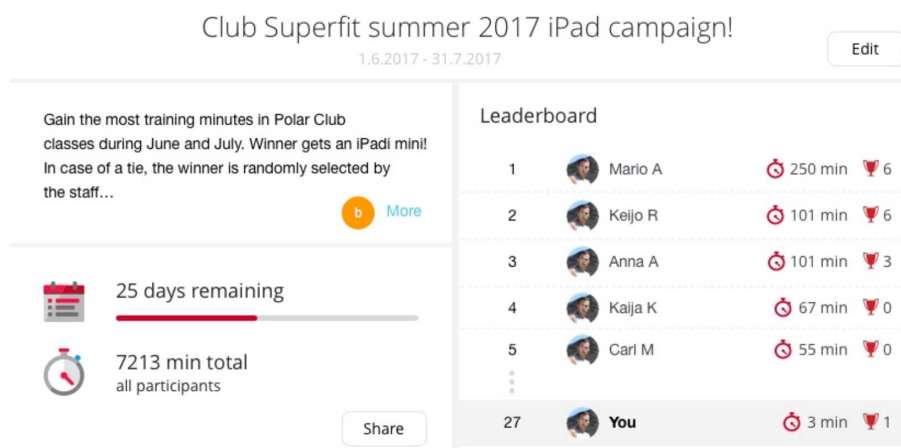 Club Superfit summer 2017 iPad campaign!
1.6.2017 - 31.7.2017
Edit
Gain the most training minutes in Polar Club
classes during June and July. Winner gets an iPadi mini!
In case of a tie, the winner is randomly selected by
the staff...
b
More
25 days remaining
7213 min total
all participants
Share
Leaderboard
1 Mario A 250 min 6
2 Keijo R 101 min 6
3 Anna A 101 min 3
4 Kaija K 67 min 0
5 Carl M 55 min 0
27 You 3 min 1